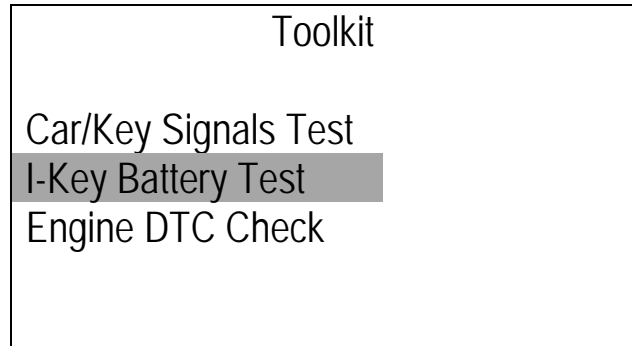 Toolkit
Car/Key Signals Test
I-Key Battery Test
Engine DTC Check